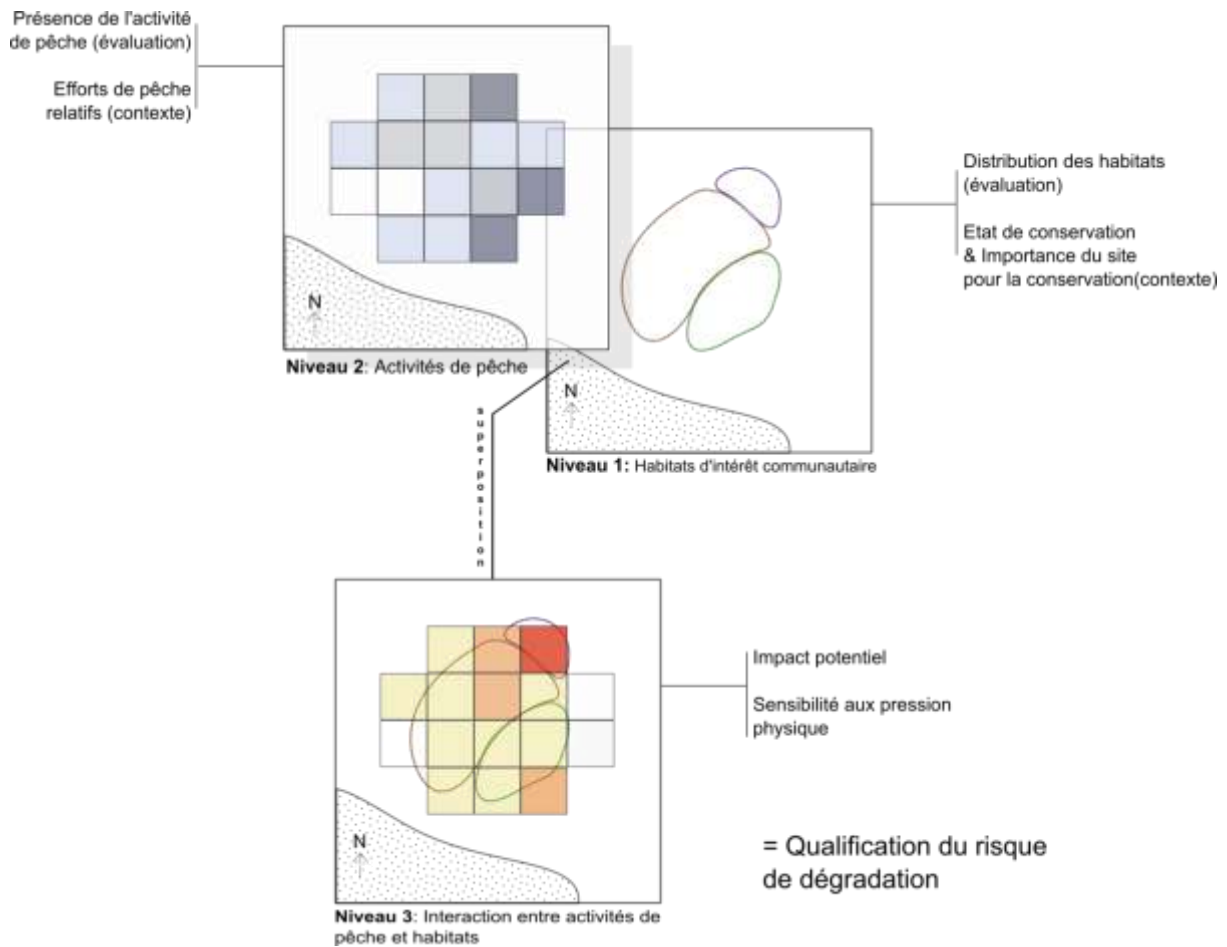 Présence de l'activité
de pêche (évaluation)
Efforts de pêche
relatifs (contexte)
N
Niveau 2: Activités de pêche
Distribution des habitats
(évaluation)
Etat de conservation
& Importance du site
pour la conservation(contexte)
N
Niveau 1: Habitats d'intérêt communautaire
superposition
Impact potentiel
Sensibilité aux pression
physique
N
= Qualification du risque
de dégradation
Niveau 3: Interaction entre activités de
pêche et habitats